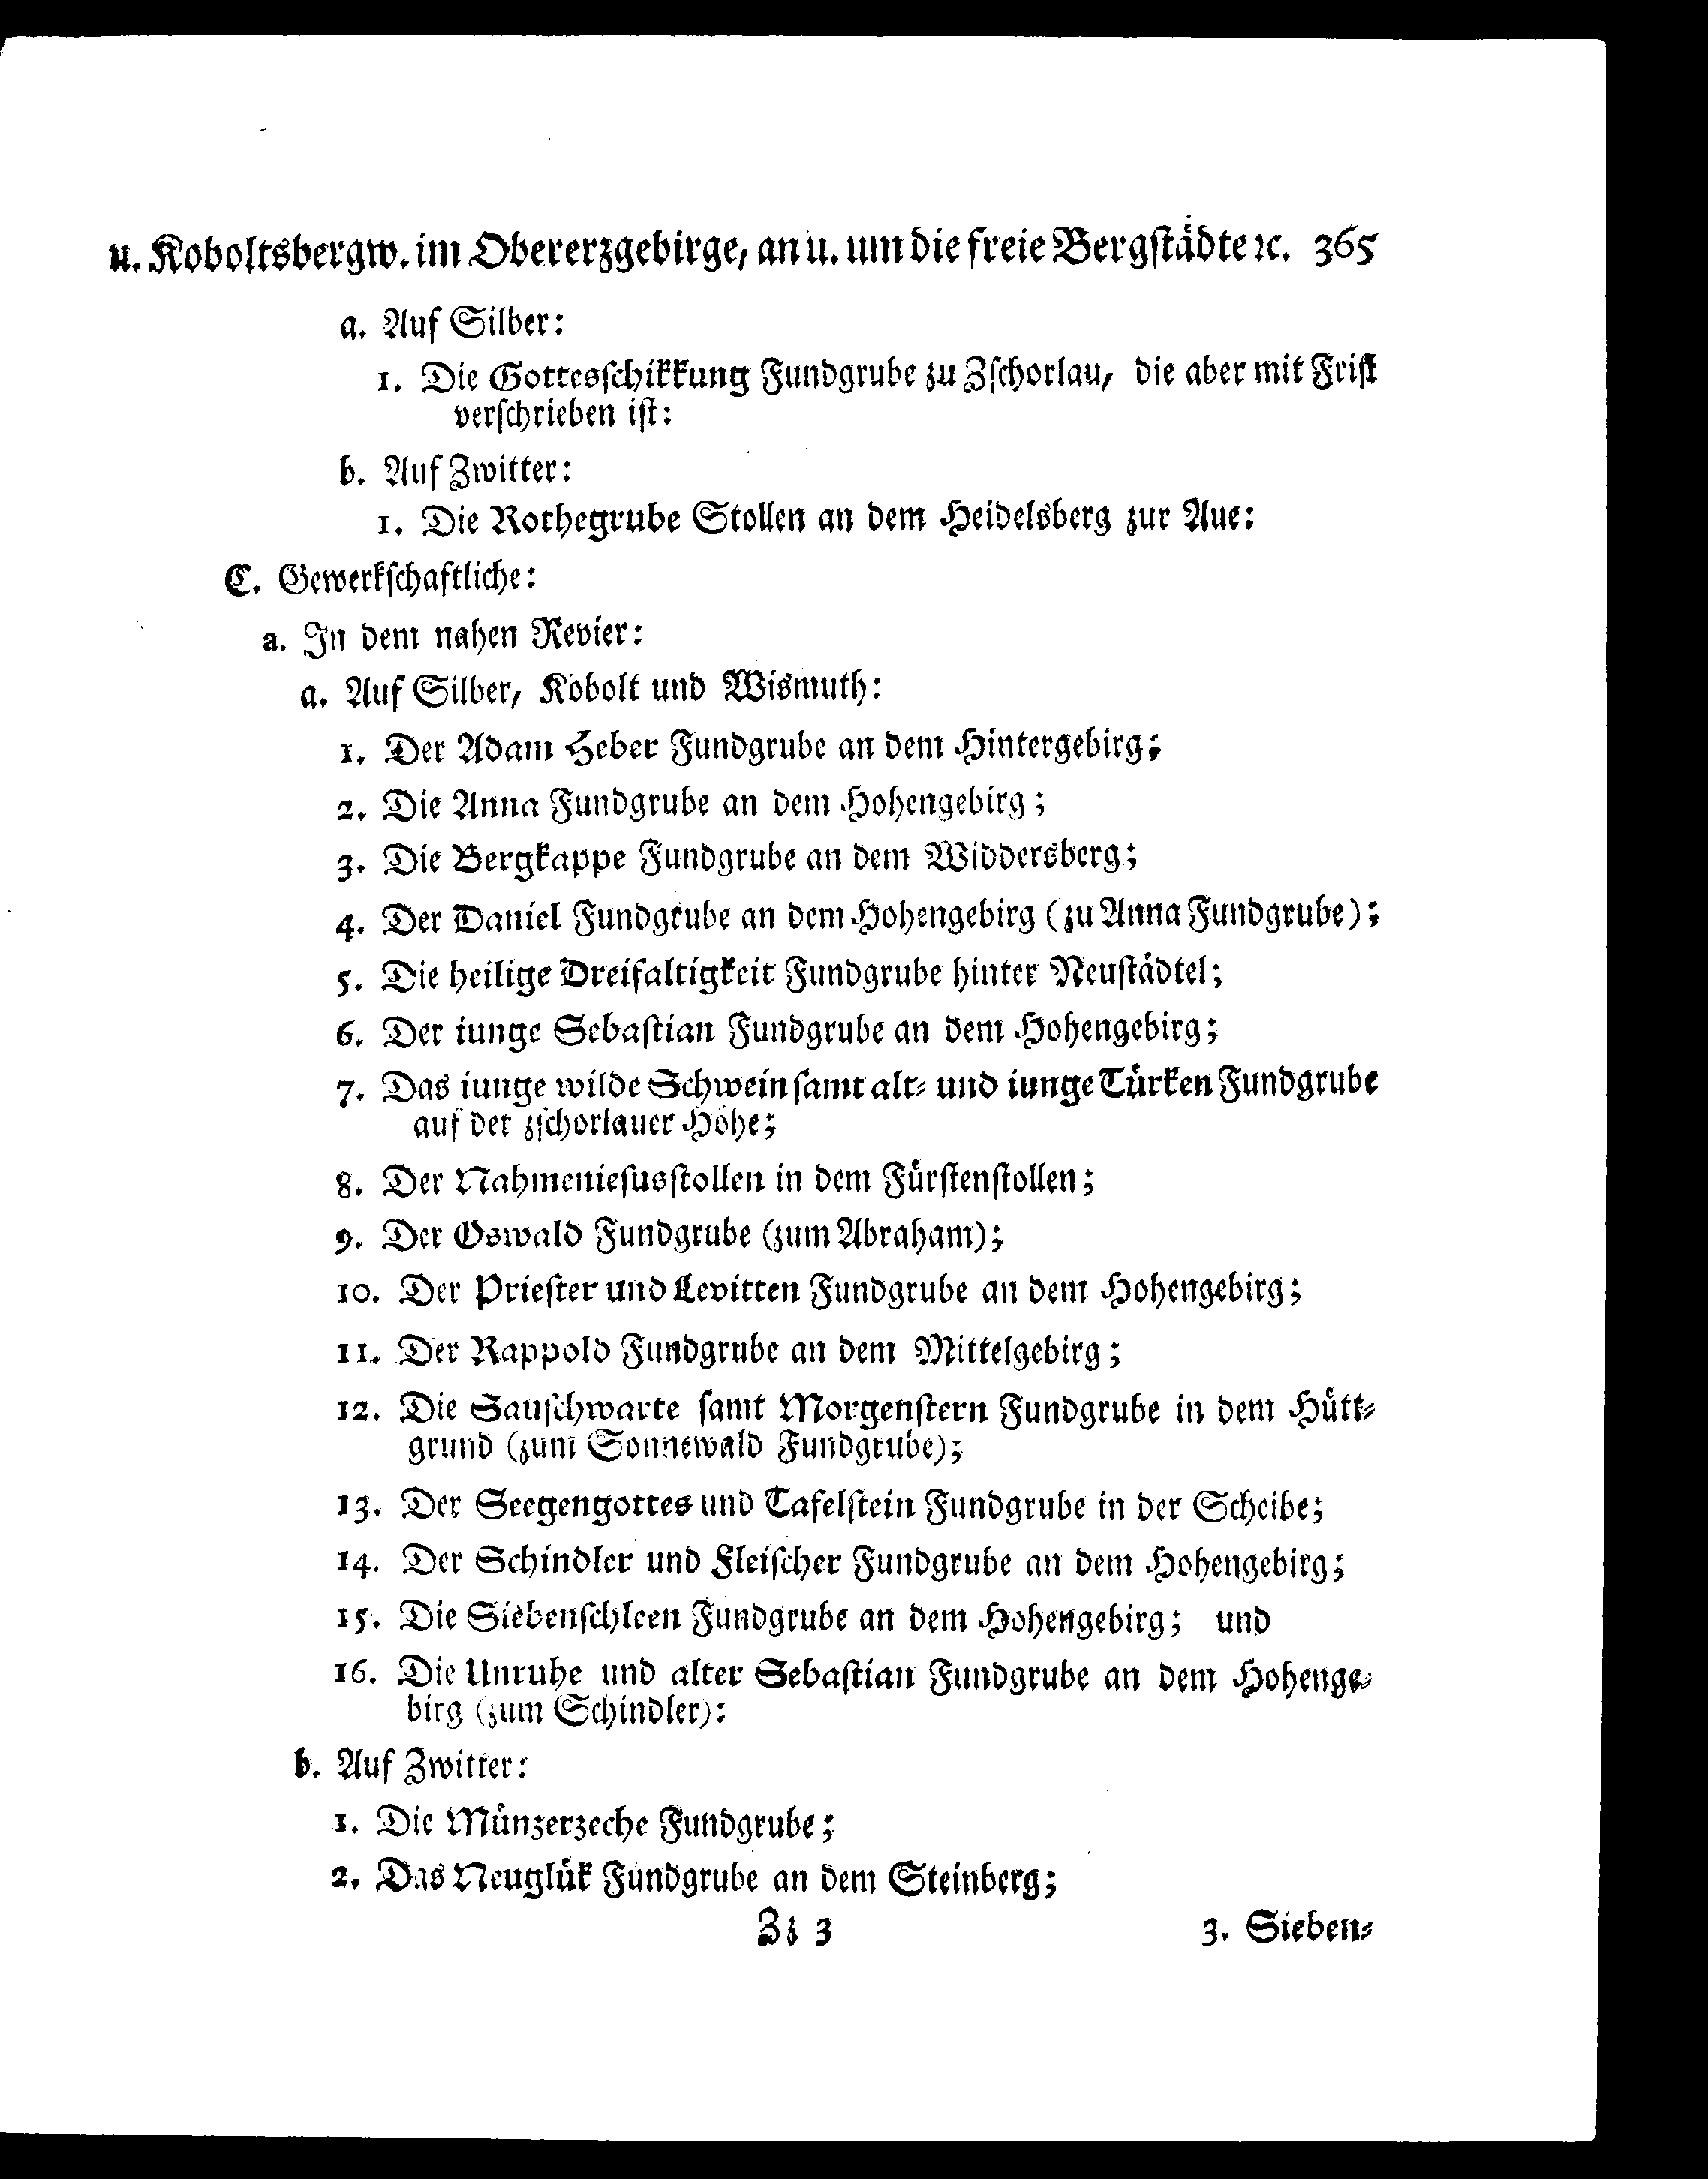 u. Koboltsbergw. im Obererzgebirge, an u. um die freie Bergstädte ꝛc. 365
a. Auf Silber:
1. Die Gottesschikkung Fundgrube zu Zschorlau, die aber mit Frist
verschrieben ist:
b. Auf Zwitter:
1. Die Rothegrube Stollen an dem Heidelsberg zur Aue:
C. Gewerkschaftliche:
a. In dem nahen Revier:
a. Auf Silber, Kobolt und Wismuth:
1. Der Adam Heber Fundgrube an dem Hintergebirg;
2. Die Anna Fundgrube an dem Hohengebirg;
3. Die Bergkappe Fundgrube an dem Widdersberg;
4. Der Daniel Fundgrube an dem Hohengebirg (zu Anna Fundgrube);
5. Die heilige Dreifaltigkeit Fundgrube hinter Neustädtel;
6. Der iunge Sebastian Fundgrube an dem Hohengebirg;
7. Das iunge wilde Schwein samt alt- und iunge Türken Fundgrube
auf der zschorlauer Höhe;
8. Der Nahmeniesusstollen in dem Fürstenstollen;
9. Der Oswald Fundgrube (zum Abraham);
10. Der Priester und Levitten Fundgrube an dem Hohengebirg;
11. Der Rappold Fundgrube an dem Mittelgebirg;
12. Die Sauschwarte samt Morgenstern Fundgrube in dem Hütt-
grund (zum Sonnewald Fundgrube);
13. Der Seegengottes und Tafelstein Fundgrube in der Scheibe;
14. Der Schindler und Fleischer Fundgrube an dem Hohengebirg;
15. Die Siebenschleen Fundgrube an dem Hohengebirg; und
16. Die Unruhe und alter Sebastian Fundgrube an dem Hohenge-
birg (zum Schindler):
b. Auf Zwitter:
1. Die Münzerzeche Fundgrube;
2. Das Neuglük Fundgrube an dem Steinberg;
Zz 3
3. Sieben-